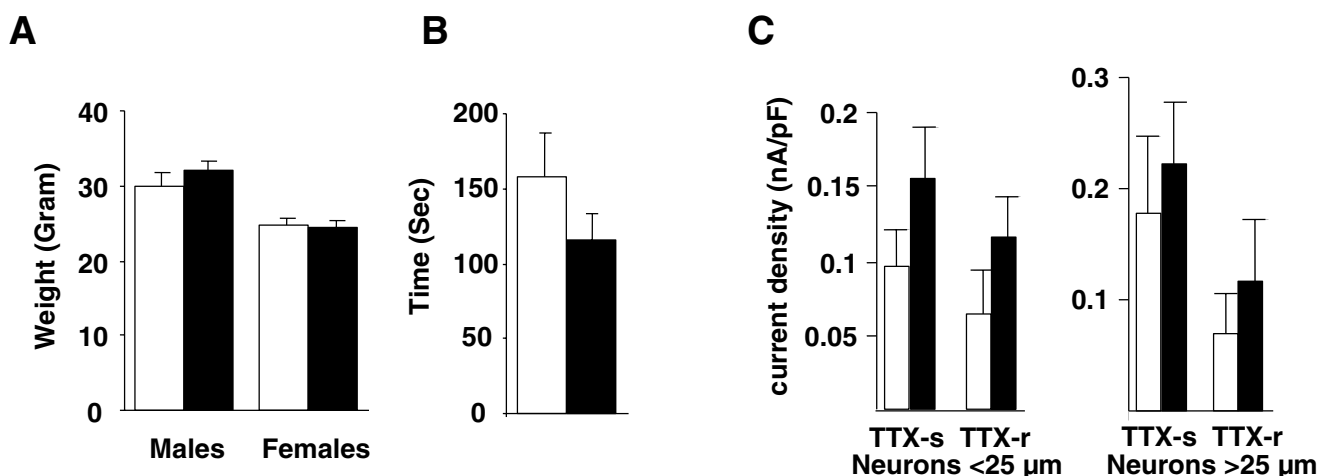 A
B
C
Weight (Gram)
40
30
20
10
0
Males Females
Time (Sec)
200
150
100
50
0
current density (nA/pF)
0.2
0.15
0.1
0.05
TTX-s TTX-r
Neurons <25 µm
0.3
0.2
0.1
TTX-s TTX-r
Neurons >25 µm